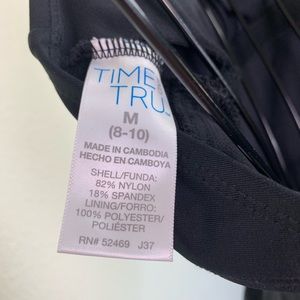 TIME
TRU
M
(8-10)
MADE IN CAMBODIA
HECHO EN CAMBOYA
SHELL/FUNDA:
82% NYLON
18% SPANDEX
LINING/FORRO:
100% POLYESTER/
POLIÉSTER
RN# 52469 J37